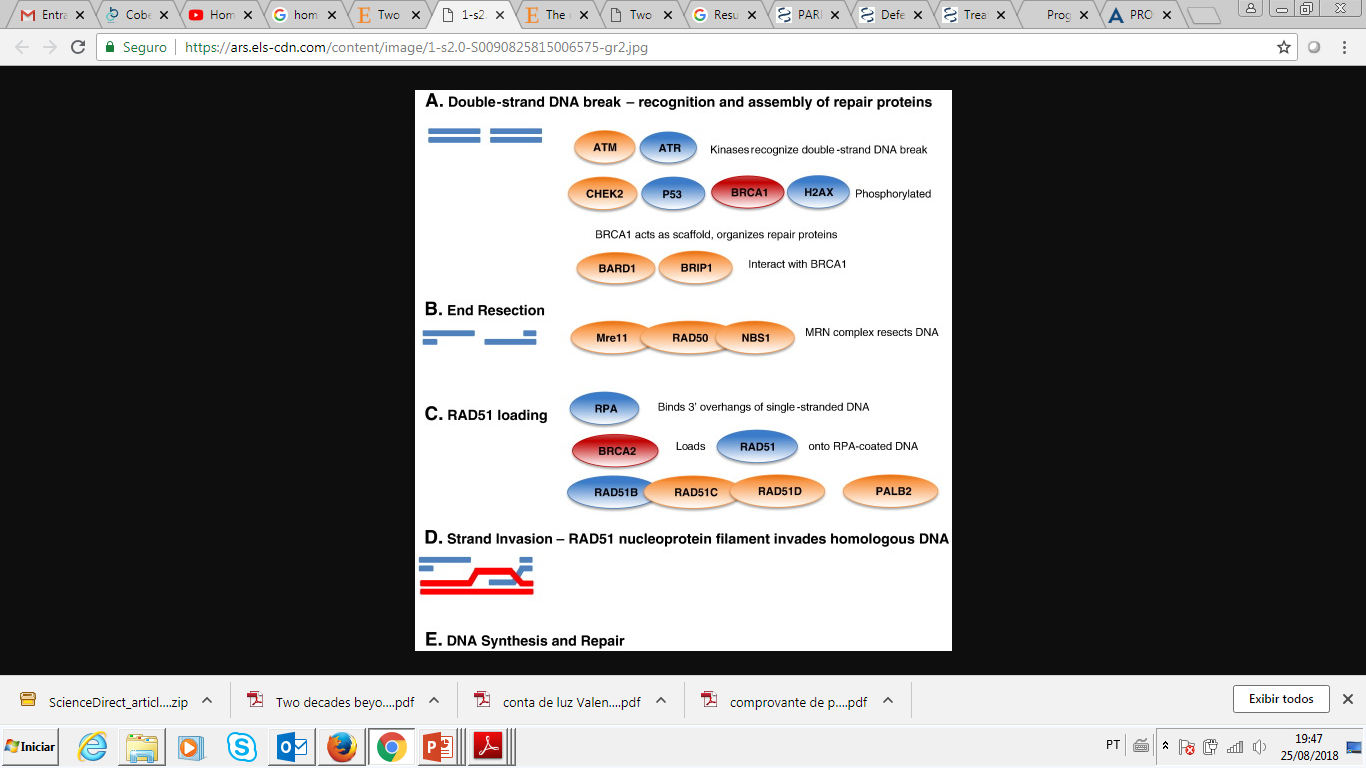 Entra
Cobe
Hom
hom
Two
1-s2.
The
Two
Resu
PARI
Defe
Trea
Prog
PRO
Seguro https://ars.els-cdn.com/content/image/1-s2.0-S0090825815006575-gr2.jpg
A. Double-strand DNA break – recognition and assembly of repair proteins
ATM ATR Kinases recognize double-strand DNA break
CHEK2 P53 BRCA1 H2AX Phosphorylated
BRCA1 acts as scaffold, organizes repair proteins
BARD1 BRIP1 Interact with BRCA1
B. End Resection
Mre11 RAD50 NBS1 MRN complex resects DNA
C. RAD51 loading
RPA Binds 3' overhangs of single-stranded DNA
BRCA2 Loads RAD51 onto RPA-coated DNA
RAD51B RAD51C RAD51D PALB2
D. Strand Invasion – RAD51 nucleoprotein filament invades homologous DNA
E. DNA Synthesis and Repair
ScienceDirect_articl....zip
Two decades beyo....pdf
conta de luz Valen....pdf
comprovante de p....pdf
Exibir todos
Iniciar
PT
19:47
25/08/2018